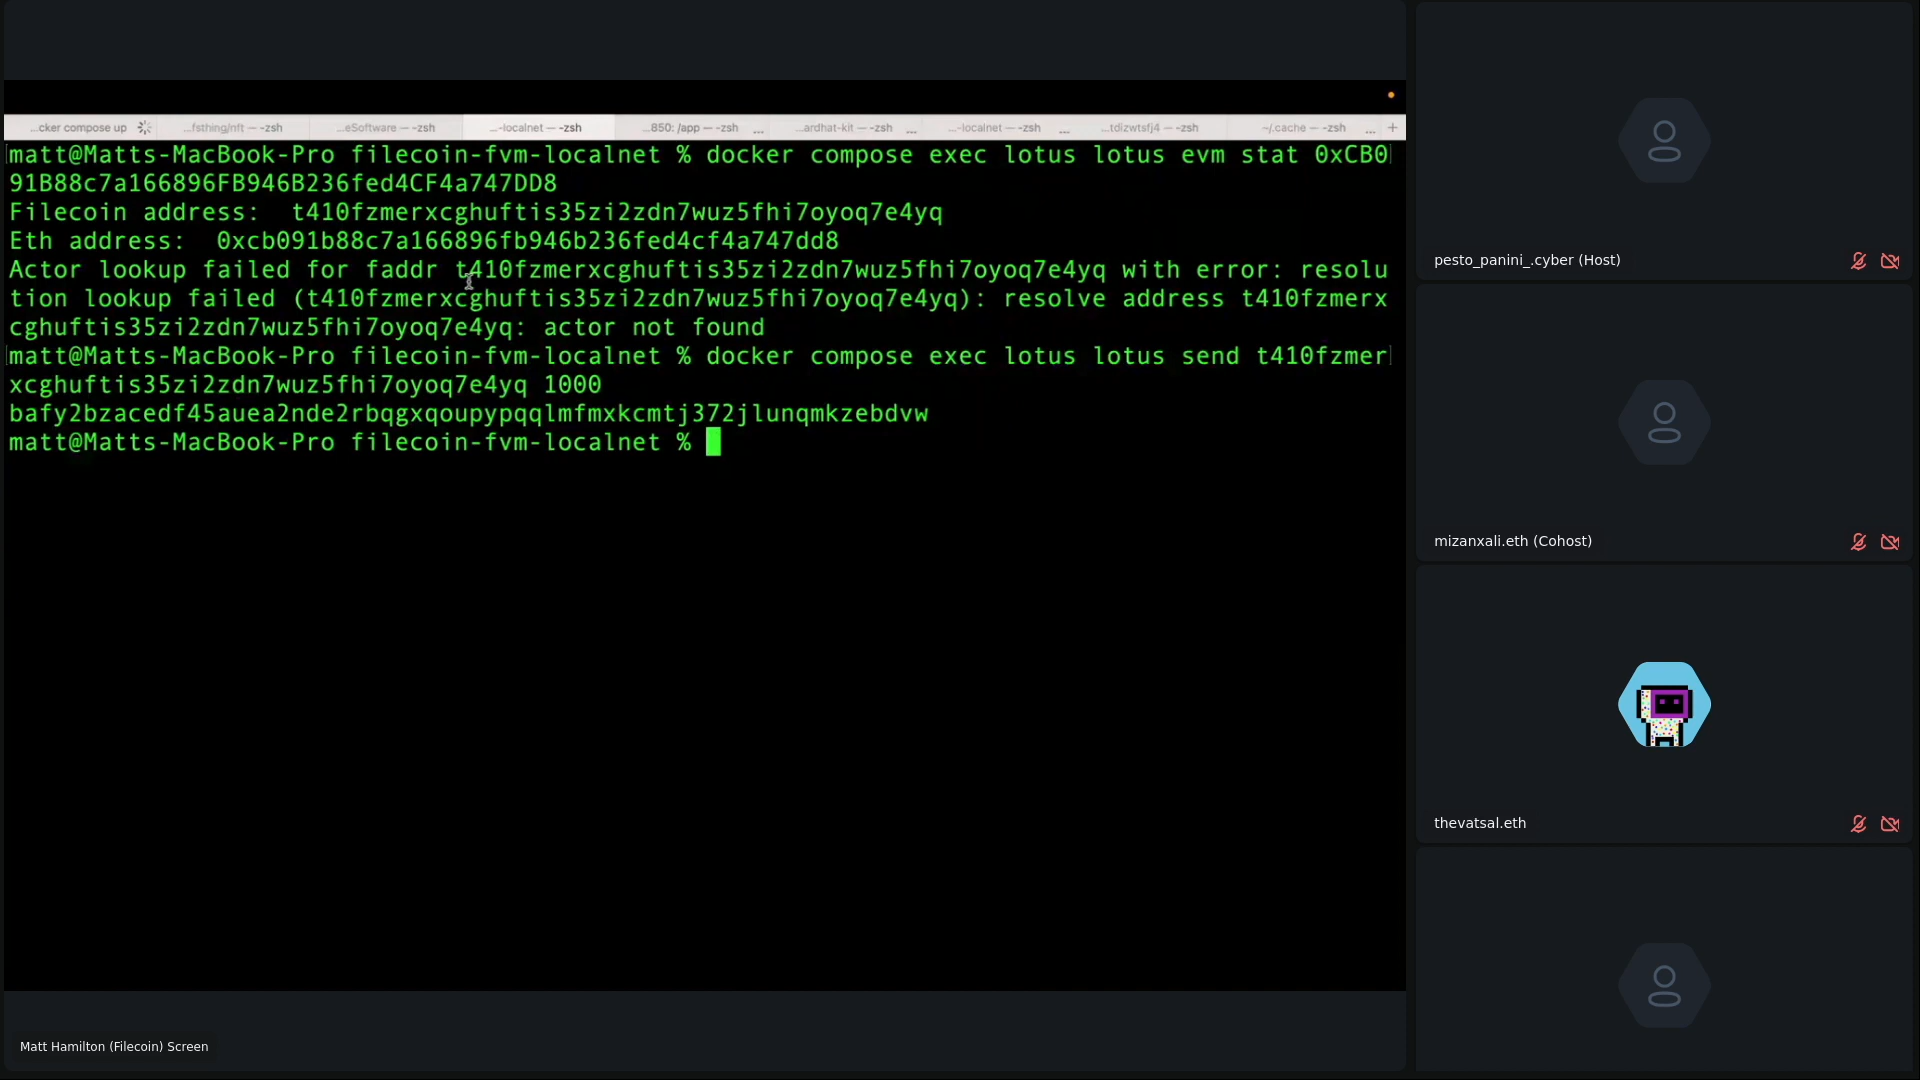 ...cker compose up
...fsthing/nft — -zsh
...eSoftware — -zsh
...-localnet — -zsh
...850: /app — -zsh ...
...ardhat-kit — -zsh ...
...-localnet — -zsh ...
...tdizwtsfj4 — -zsh
~/.cache — -zsh ... +
matt@Matts-MacBook-Pro filecoin-fvm-localnet % docker compose exec lotus lotus evm stat 0xCB0
91B88c7a166896FB946B236fed4CF4a747DD8
Filecoin address:  t410fzmerxcghuftis35zi2zdn7wuz5fhi7oyoq7e4yq
Eth address:  0xcb091b88c7a166896fb946b236fed4cf4a747dd8
Actor lookup failed for faddr t410fzmerxcghuftis35zi2zdn7wuz5fhi7oyoq7e4yq with error: resolu
tion lookup failed (t410fzmerxcghuftis35zi2zdn7wuz5fhi7oyoq7e4yq): resolve address t410fzmerx
cghuftis35zi2zdn7wuz5fhi7oyoq7e4yq: actor not found
matt@Matts-MacBook-Pro filecoin-fvm-localnet % docker compose exec lotus lotus send t410fzmer
xcghuftis35zi2zdn7wuz5fhi7oyoq7e4yq 1000
bafy2bzacedf45auea2nde2rbqgxqoupypqqlmfmxkcmtj372jlunqmkzebdvw
matt@Matts-MacBook-Pro filecoin-fvm-localnet %
Matt Hamilton (Filecoin) Screen
pesto_panini_.cyber (Host)
mizanxali.eth (Cohost)
thevatsal.eth